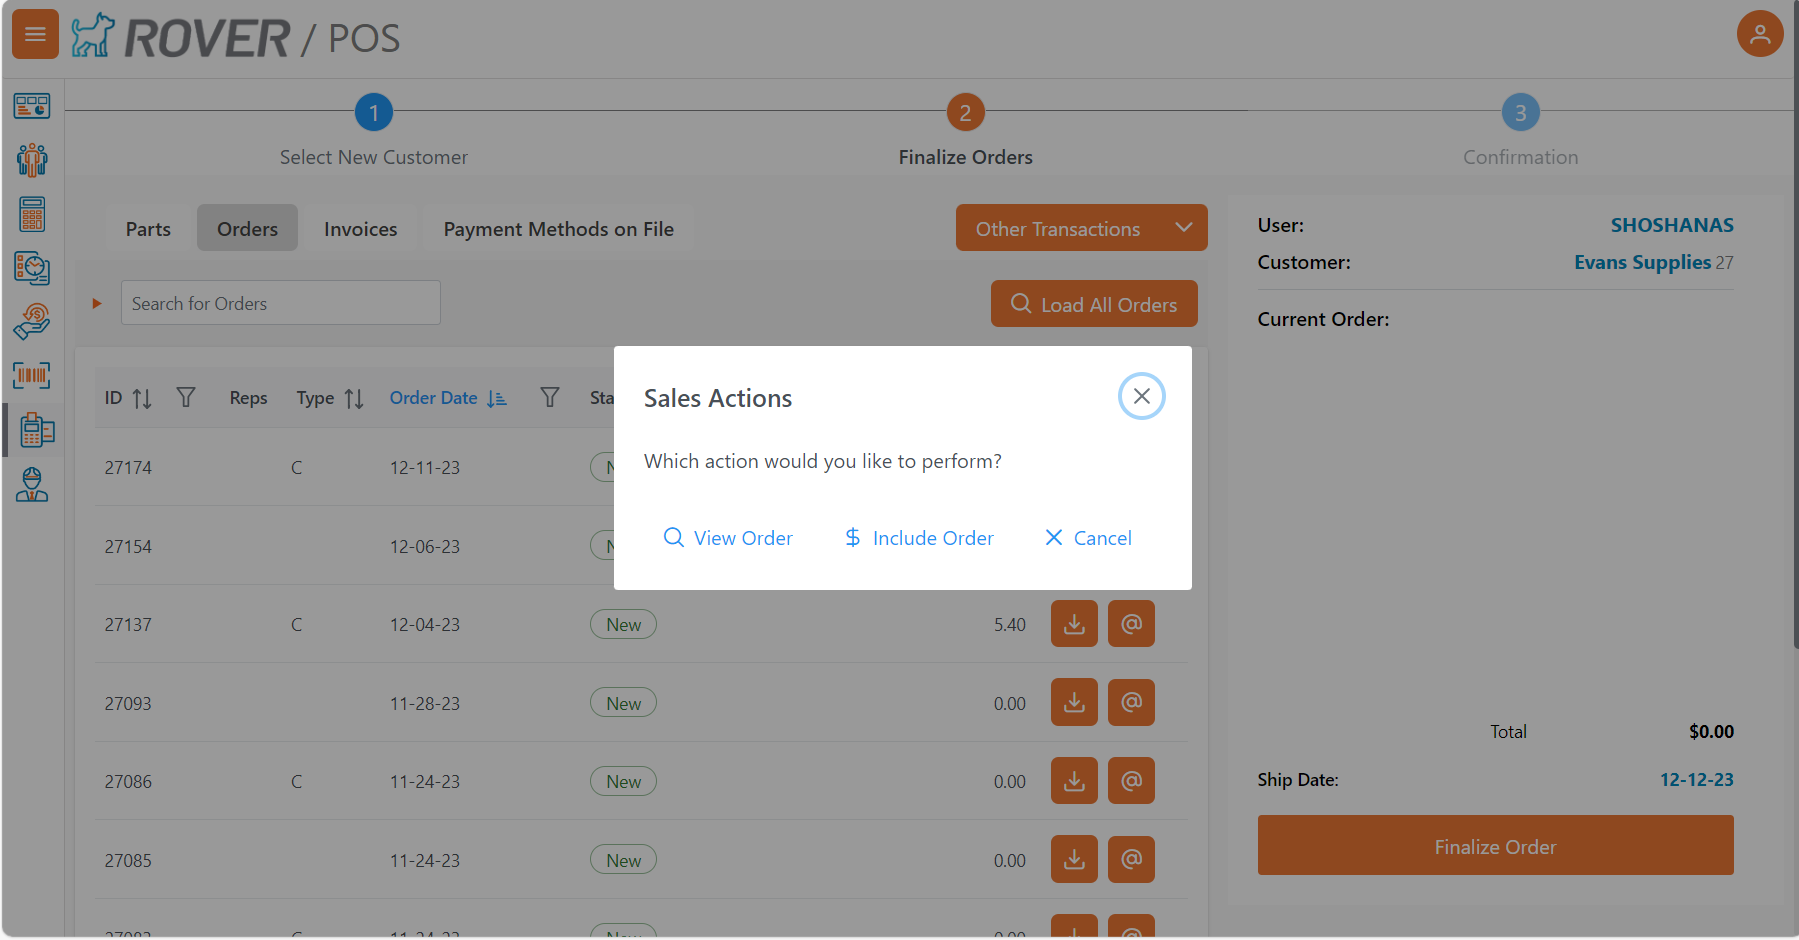 ROVER / POS
1
2
3
Select New Customer
Finalize Orders
Confirmation
Parts
Orders
Invoices
Payment Methods on File
Other Transactions
Search for Orders
Load All Orders
ID
Reps
Type
Order Date
Sta
27174 C 12-11-23 N
27154 12-06-23 N
27137 C 12-04-23 New 5.40 @
27093 11-28-23 New 0.00 @
27086 C 11-24-23 New 0.00 @
27085 11-24-23 New 0.00 @
Sales Actions
Which action would you like to perform?
View Order
$ Include Order
Cancel
User: SHOSHANAS
Customer: Evans Supplies 27
Current Order:
Total $0.00
Ship Date: 12-12-23
Finalize Order